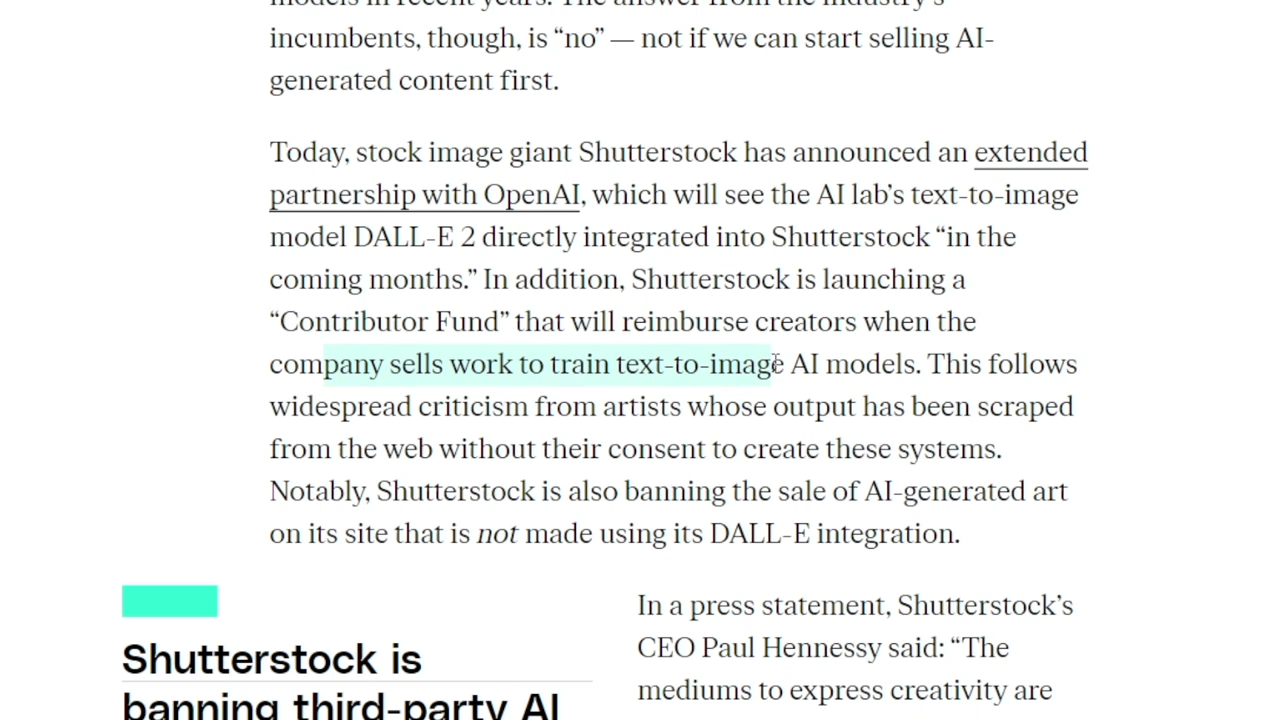 incumbents, though, is “no” — not if we can start selling AI-
generated content first.
Today, stock image giant Shutterstock has announced an extended
partnership with OpenAI, which will see the AI lab’s text-to-image
model DALL-E 2 directly integrated into Shutterstock “in the
coming months.” In addition, Shutterstock is launching a
“Contributor Fund” that will reimburse creators when the
company sells work to train text-to-image AI models. This follows
widespread criticism from artists whose output has been scraped
from the web without their consent to create these systems.
Notably, Shutterstock is also banning the sale of AI-generated art
on its site that is not made using its DALL-E integration.
Shutterstock is
banning third-party AI
In a press statement, Shutterstock’s
CEO Paul Hennessy said: “The
mediums to express creativity are